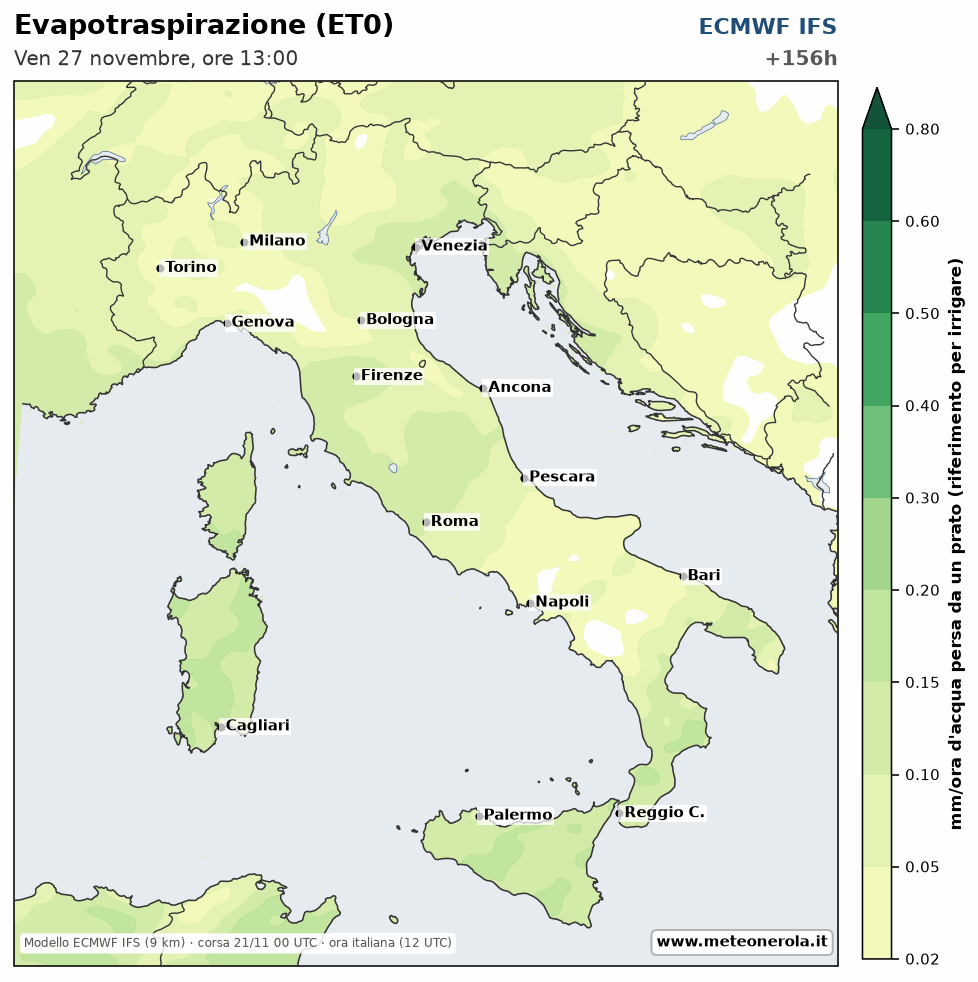 Evapotraspirazione (ET0)
ECMWF IFS
Ven 27 novembre, ore 13:00
+156h
Milano
Venezia
Torino
Genova
Bologna
Firenze
Ancona
Pescara
Roma
Bari
Napoli
Cagliari
Palermo
Reggio C.
0.80
0.60
0.50
0.40
0.30
0.20
0.15
0.10
0.05
0.02
mm/ora d'acqua persa da un prato (riferimento per irrigare)
Modello ECMWF IFS (9 km) · corsa 21/11 00 UTC · ora italiana (12 UTC)
www.meteonerola.it